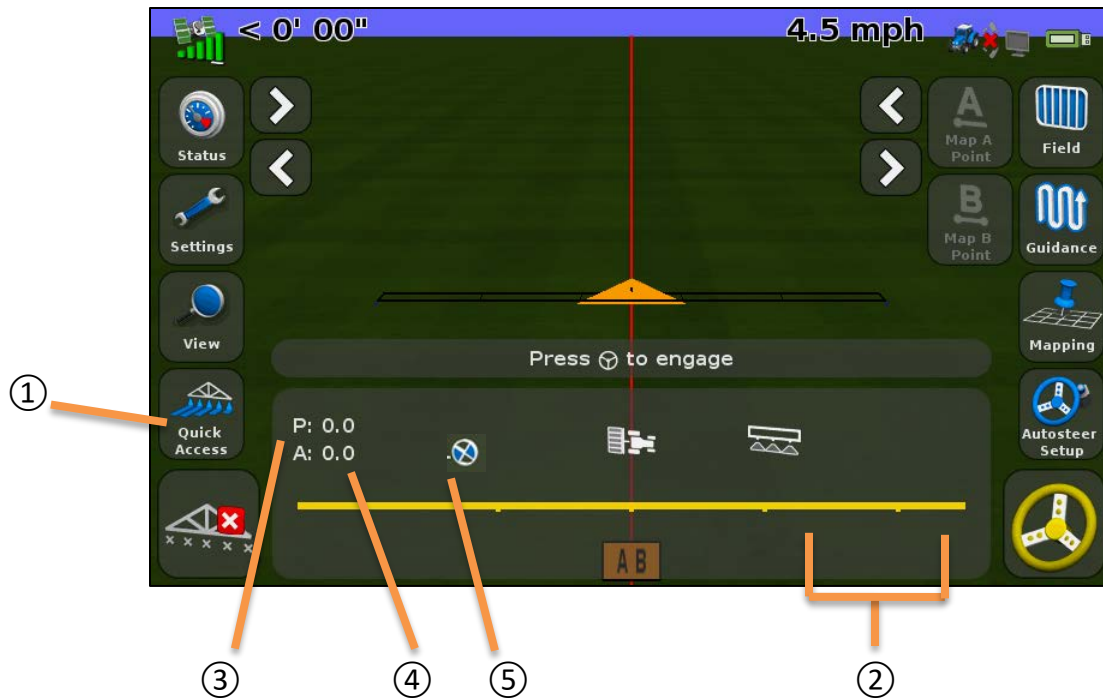 < 0' 00"
4.5 mph
Status
Settings
View
Quick
Access
A
Map A
Point
B
Map B
Point
Field
Guidance
Mapping
Autosteer
Setup
Press to engage
P: 0.0
A: 0.0
A B
①
③
④
⑤
②